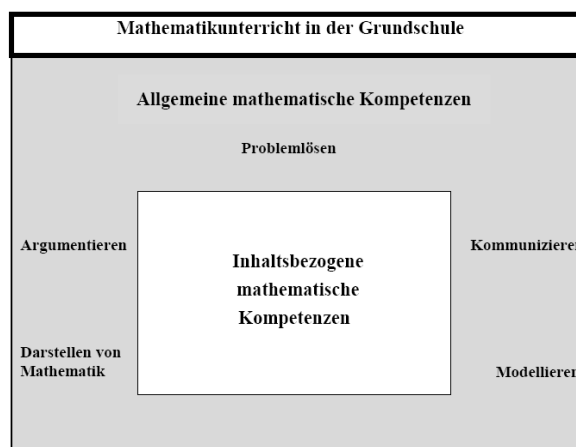 Mathematikunterricht in der Grundschule
Allgemeine mathematische Kompetenzen
Problemlösen
Argumentieren
Inhaltsbezogene
mathematische
Kompetenzen
Kommunizieren
Darstellen von
Mathematik
Modellieren